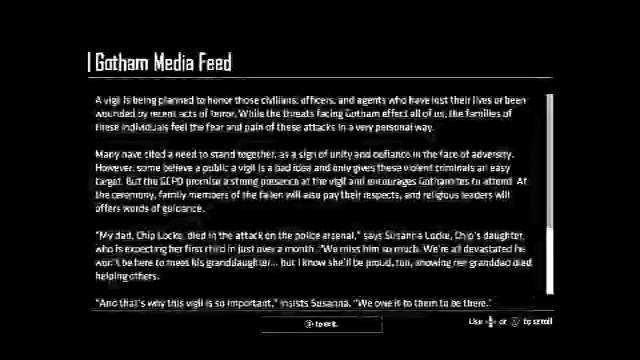 Gotham Media Feed
A vigil is being planned to honor those civilians, officers, and agents who have lost their lives or been
wounded by recent acts of terror. While the threats facing Gotham effect all of us, the families of
these individuals feel the fear and pain of these attacks in a very personal way.
Many have cited a need to stand together, as a sign of unity and defiance in the face of adversity.
However, some believe a public a vigil is a bad idea and only gives these violent criminals an easy
target. But the GCPD promise a strong presence at the vigil and encourages Gothamites to attend. At
the ceremony, family members of the fallen will also pay their respects, and religious leaders will
offers words of guidance.
"My dad, Chip Locke, died in the attack on the police arsenal," says Susanna Locke, Chip's daughter,
who is expecting her first child in just over a month. "We miss him so much. We're all devastated he
won't be here to meet his granddaughter... but I know she'll be proud, too, knowing her granddad died
helping others.
"And that's why this vigil is so important," insists Susanna. "We owe it to them to be there."
to exit.
Use or to scroll